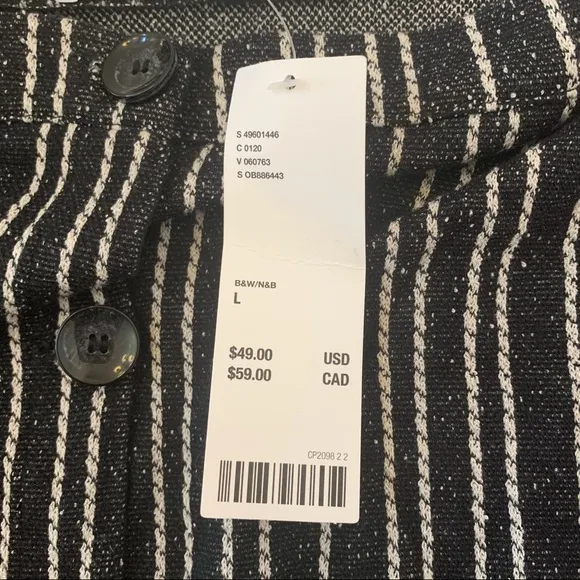 S 49601446
C 0120
V 060763
S OB886443
B&W/N&B
L
$49.00 USD
$59.00 CAD
CP2098 2 2